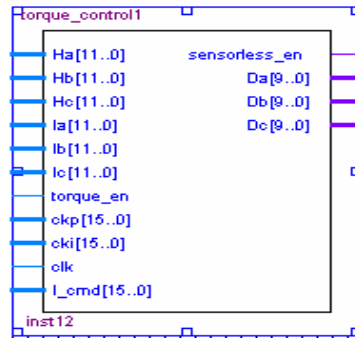 torque_control1
Ha[11..0] sensorless_en
Hb[11..0] Da[9..0]
Hc[11..0] Db[9..0]
Ia[11..0] Dc[9..0]
Ib[11..0]
Ic[11..0]
torque_en
ckp[15..0]
cki[15..0]
clk
I_cmd[15..0]
inst12